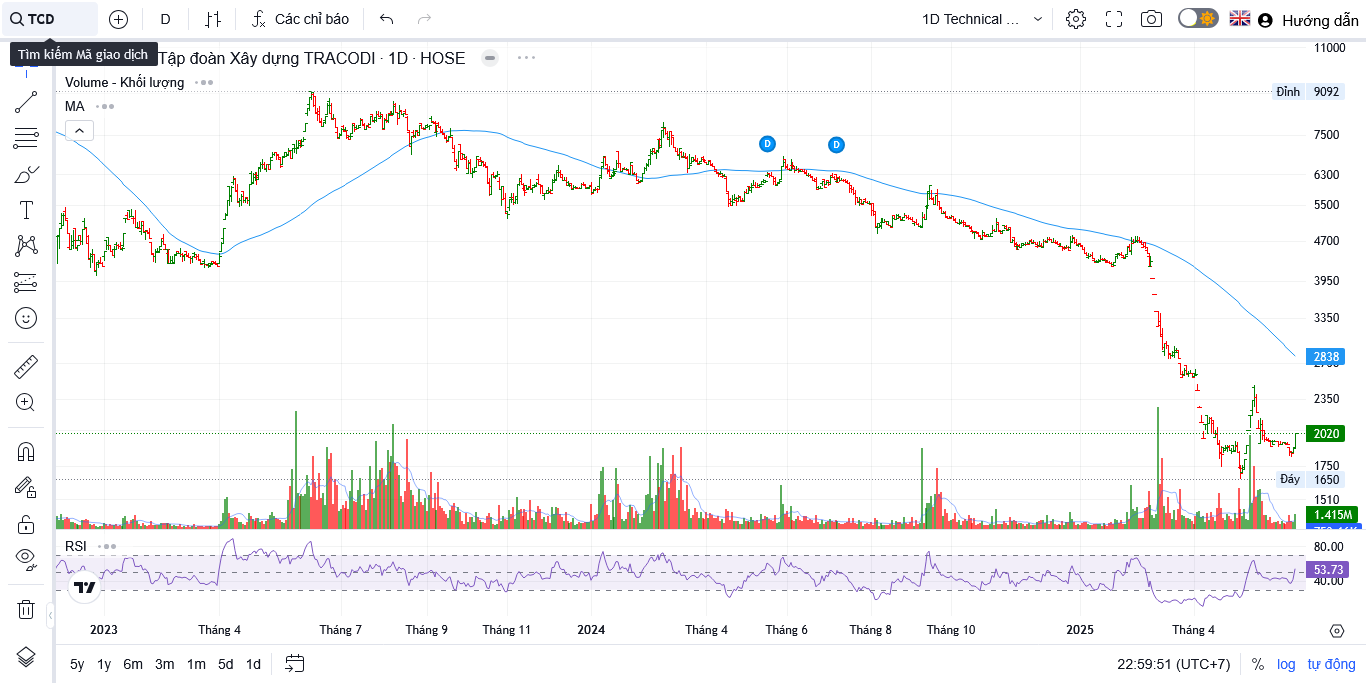 TCD
D
Các chỉ báo
1D Technical ...
Hướng dẫn
Tìm kiếm Mã giao dịch
Tập đoàn Xây dựng TRACODI · 1D · HOSE
Volume - Khối lượng
MA
D
D
11000
Đỉnh 9092
7500
6300
5500
4700
3950
3350
2838
2350
2020
1750
Đáy 1650
1510
1.415M
RSI
80.00
53.73
40.00
2023 Tháng 4 Tháng 7 Tháng 9 Tháng 11 2024 Tháng 4 Tháng 6 Tháng 8 Tháng 10 2025 Tháng 4
5y 1y 6m 3m 1m 5d 1d
22:59:51 (UTC+7) % log tự động